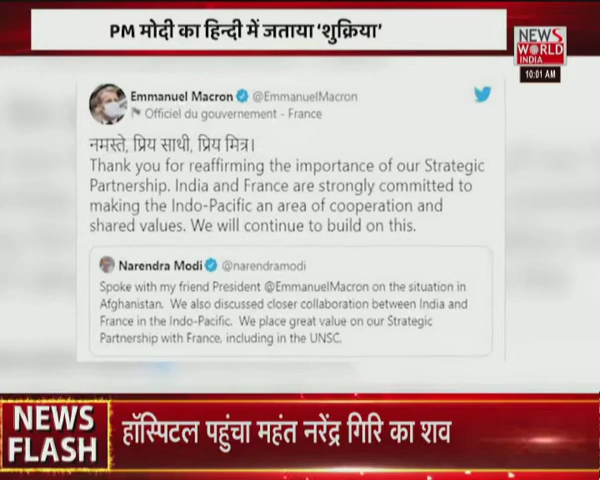 PM मोदी का हिन्दी में जताया ‘शुक्रिया’
NEWS
WORLD
INDIA
10:01 AM
Emmanuel Macron @EmmanuelMacron
Officiel du gouvernement - France
नमस्ते, प्रिय साथी, प्रिय मित्र।
Thank you for reaffirming the importance of our Strategic
Partnership. India and France are strongly committed to
making the Indo-Pacific an area of cooperation and
shared values. We will continue to build on this.
Narendra Modi @narendramodi
Spoke with my friend President @EmmanuelMacron on the situation in
Afghanistan. We also discussed closer collaboration between India and
France in the Indo-Pacific. We place great value on our Strategic
Partnership with France, including in the UNSC.
NEWS
FLASH
हॉस्पिटल पहुंचा महंत नरेंद्र गिरि का शव